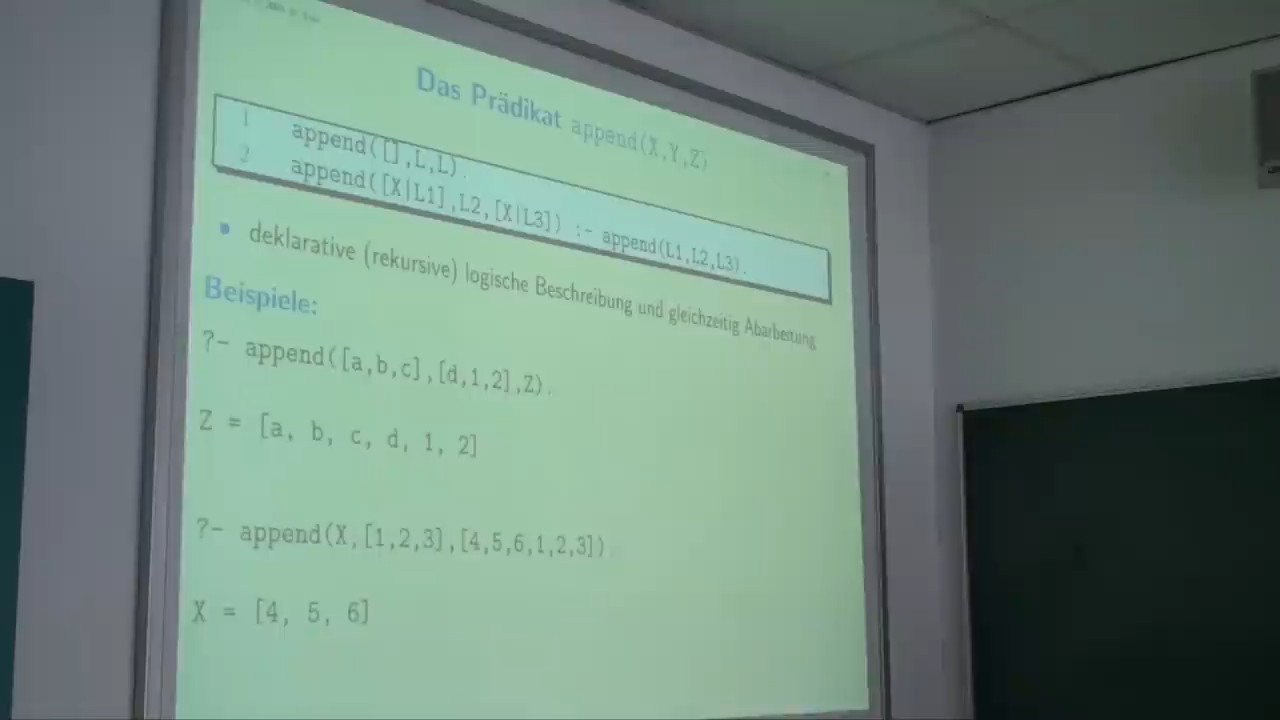 Das Prädikat append(X,Y,Z)
1 append([],L,L).
2 append([X|L1],L2,[X|L3]) :- append(L1,L2,L3).
• deklarative (rekursive) logische Beschreibung und gleichzeitig Abarbeitung
Beispiele:
?- append([a,b,c],[d,1,2],Z).
Z = [a, b, c, d, 1, 2]
?- append(X,[1,2,3],[4,5,6,1,2,3]).
X = [4, 5, 6]